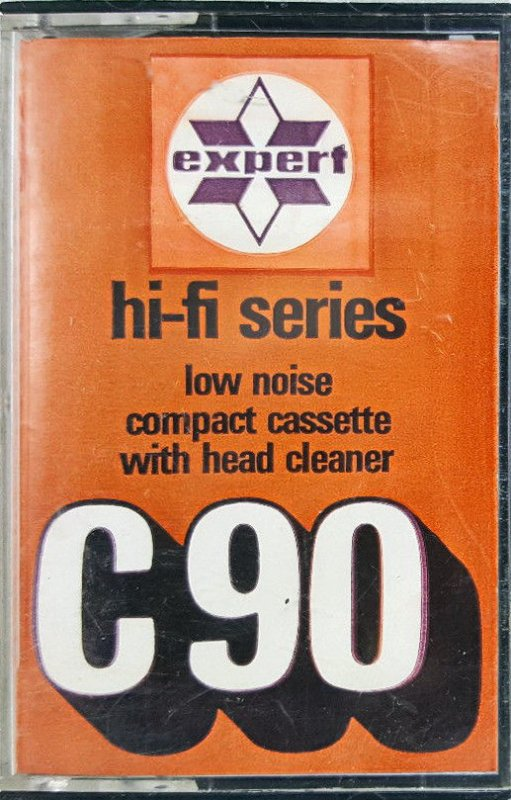 expert
hi-fi series
low noise
compact cassette
with head cleaner
C90